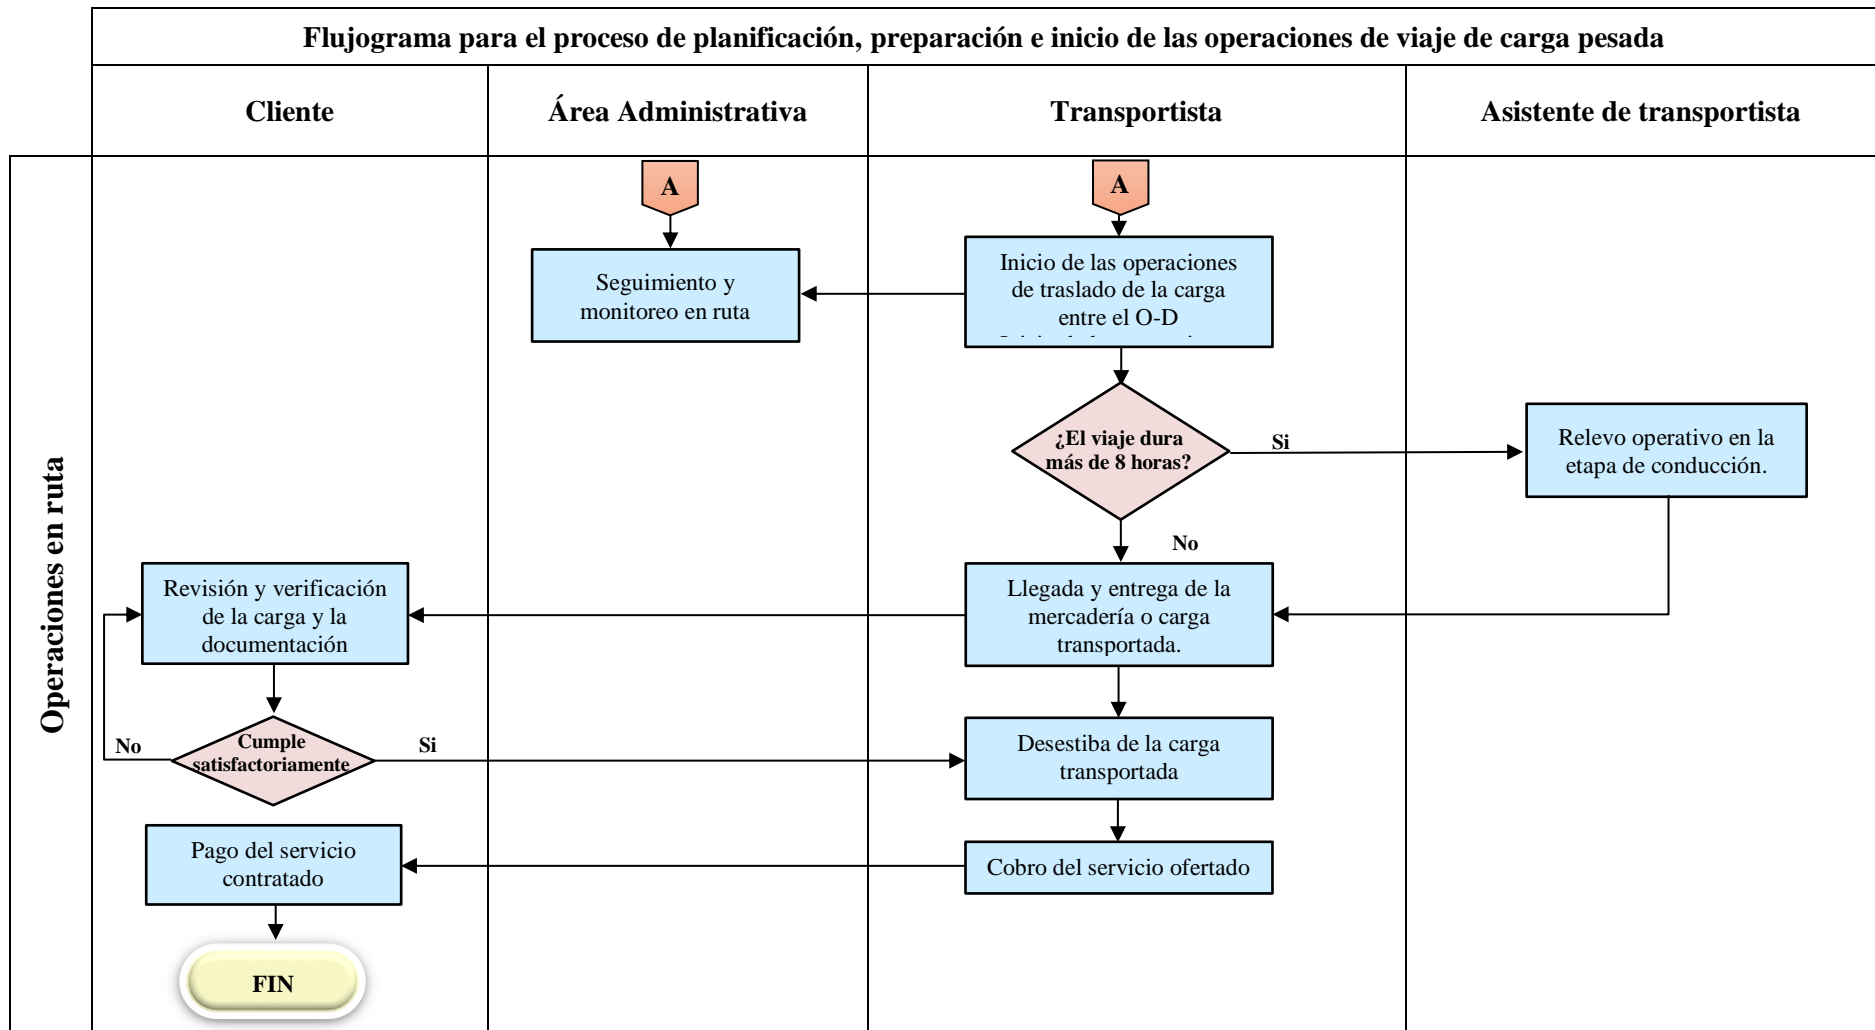 Flujograma para el proceso de planificación, preparación e inicio de las operaciones de viaje de carga pesada
Cliente
Área Administrativa
Transportista
Asistente de transportista
Operaciones en ruta
A
A
Seguimiento y
monitoreo en ruta
Inicio de las operaciones
de traslado de la carga
entre el O-D
¿El viaje dura
más de 8 horas?
Si
Relevo operativo en la
etapa de conducción.
No
Revisión y verificación
de la carga y la
documentación
Llegada y entrega de la
mercadería o carga
transportada.
No
Cumple
satisfactoriamente
Si
Desestiba de la carga
transportada
Pago del servicio
contratado
Cobro del servicio ofertado
FIN